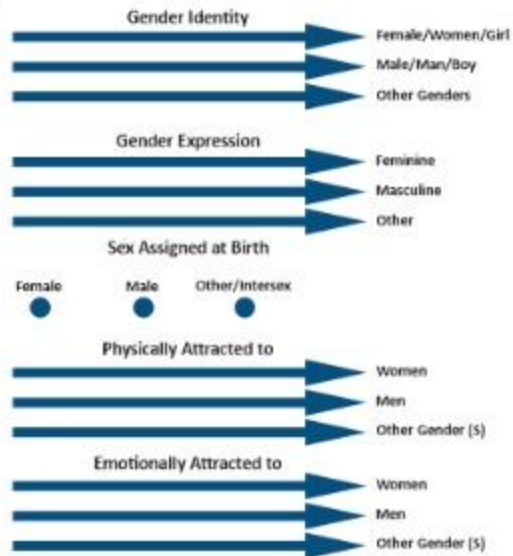 Gender Identity
Female/Women/Girl
Male/Man/Boy
Other Genders
Gender Expression
Feminine
Masculine
Other
Sex Assigned at Birth
Female Male Other/Intersex
Physically Attracted to
Women
Men
Other Gender (S)
Emotionally Attracted to
Women
Men
Other Gender (S)